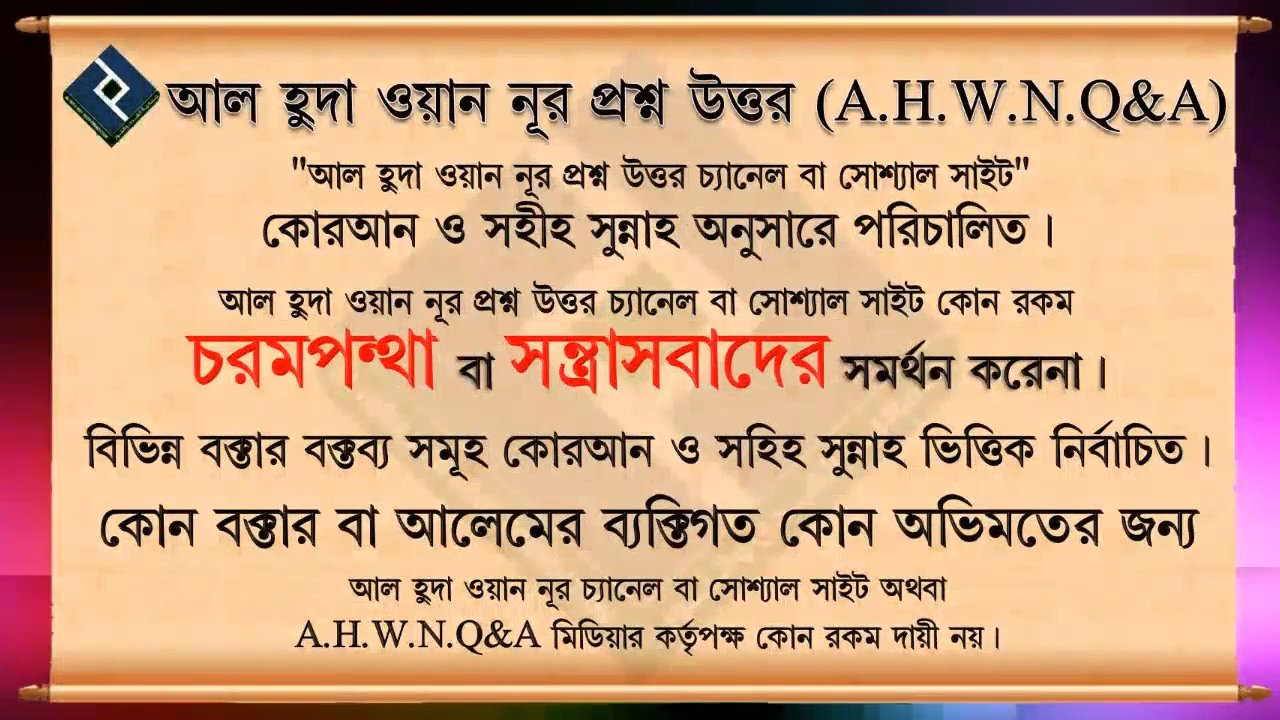 আল হুদা ওয়ান নূর প্রশ্ন উত্তর (A.H.W.N.Q&A)
"আল হুদা ওয়ান নূর প্রশ্ন উত্তর চ্যানেল বা সোশ্যাল সাইট"
কোরআন ও সহীহ সুন্নাহ অনুসারে পরিচালিত।
আল হুদা ওয়ান নূর প্রশ্ন উত্তর চ্যানেল বা সোশ্যাল সাইট কোন রকম
চরমপন্থা বা সন্ত্রাসবাদের সমর্থন করেনা।
বিভিন্ন বক্তার বক্তব্য সমূহ কোরআন ও সহিহ সুন্নাহ ভিত্তিক নির্বাচিত।
কোন বক্তার বা আলেমের ব্যক্তিগত কোন অভিমতের জন্য
আল হুদা ওয়ান নূর চ্যানেল বা সোশ্যাল সাইট অথবা
A.H.W.N.Q&A মিডিয়ার কর্তৃপক্ষ কোন রকম দায়ী নয়।